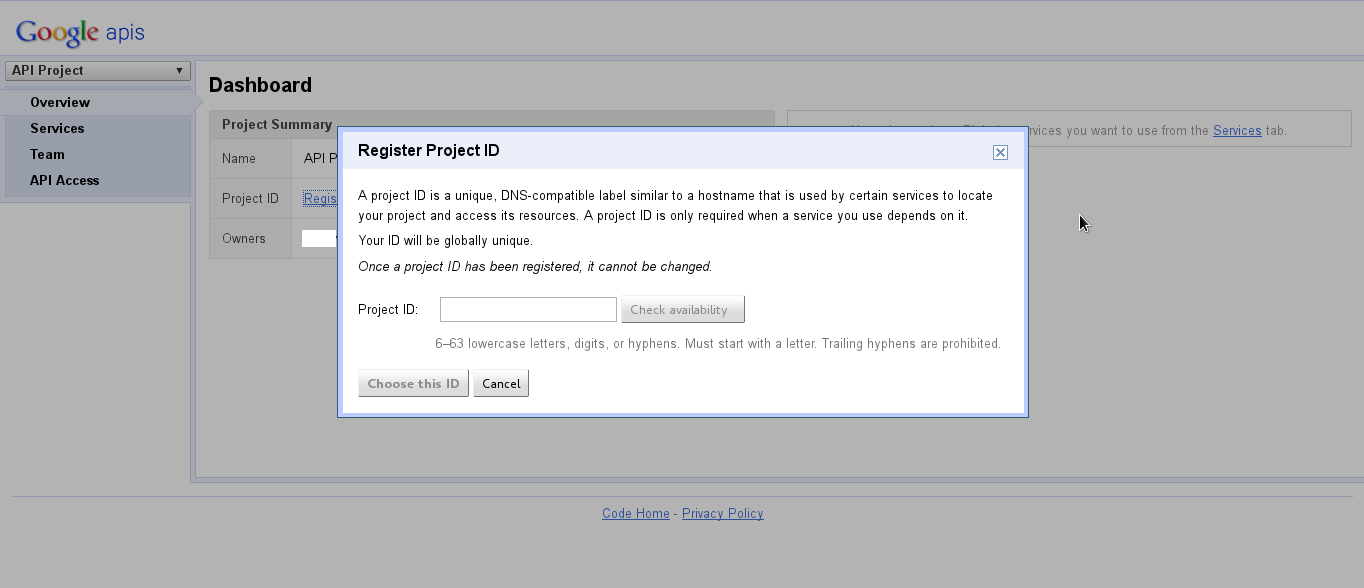 Google apis
API Project
Overview
Services
Team
API Access
Dashboard
Project Summary
Name API P
Project ID Regis
Owners
vices you want to use from the Services tab.
Register Project ID
A project ID is a unique, DNS-compatible label similar to a hostname that is used by certain services to locate
your project and access its resources. A project ID is only required when a service you use depends on it.
Your ID will be globally unique.
Once a project ID has been registered, it cannot be changed.
Project ID: Check availability
6–63 lowercase letters, digits, or hyphens. Must start with a letter. Trailing hyphens are prohibited.
Choose this ID Cancel
Code Home - Privacy Policy